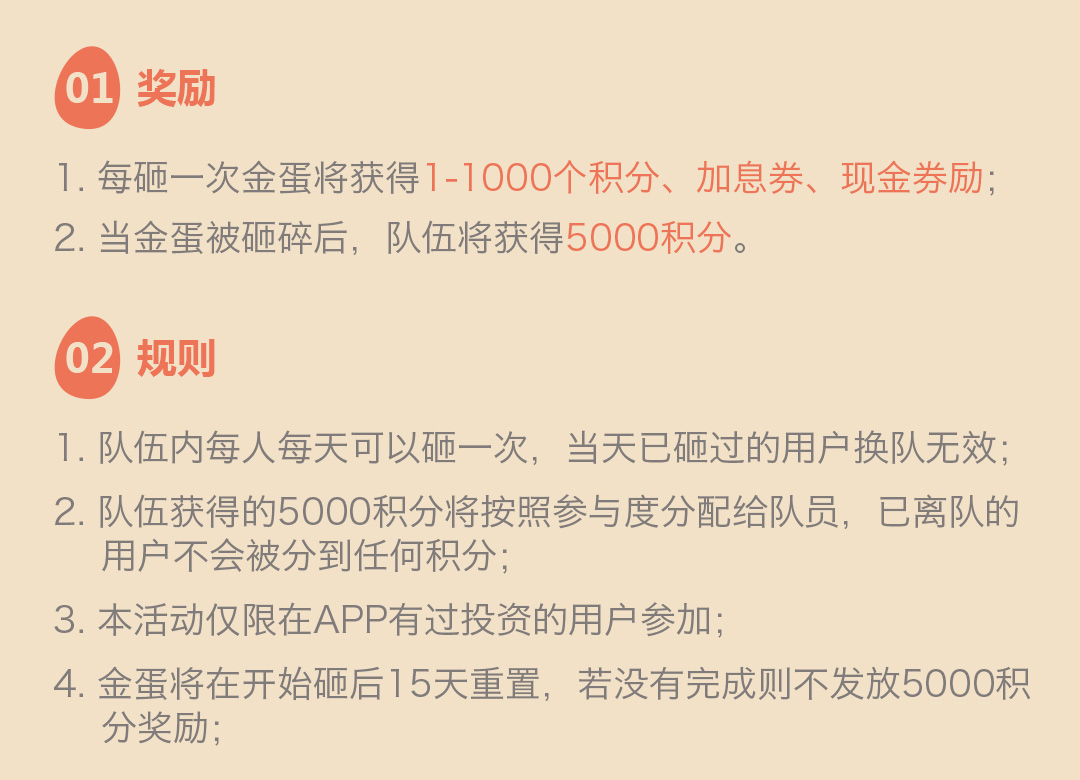 01 奖励
1. 每砸一次金蛋将获得1-1000个积分、加息券、现金券励;
2. 当金蛋被砸碎后，队伍将获得5000积分。
02 规则
1. 队伍内每人每天可以砸一次，当天已砸过的用户换队无效;
2. 队伍获得的5000积分将按照参与度分配给队员，已离队的
用户不会被分到任何积分;
3. 本活动仅限在APP有过投资的用户参加;
4. 金蛋将在开始砸后15天重置，若没有完成则不发放5000积
分奖励;